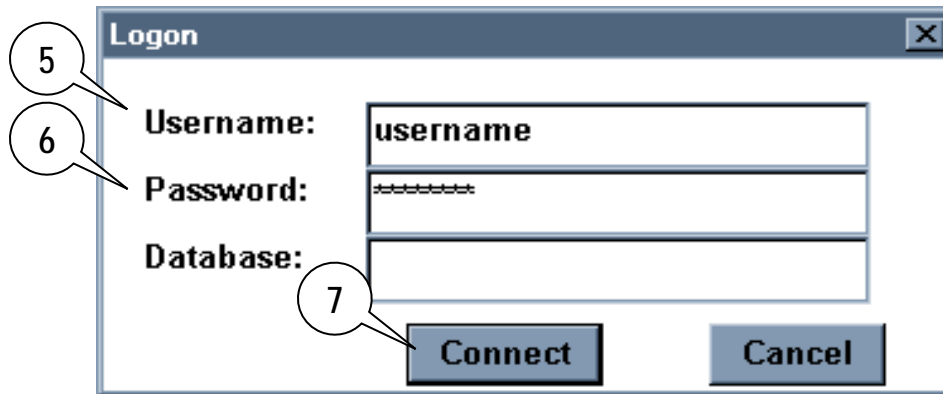 Logon
5
Username: username
6
Password: ********
Database:
7
Connect Cancel